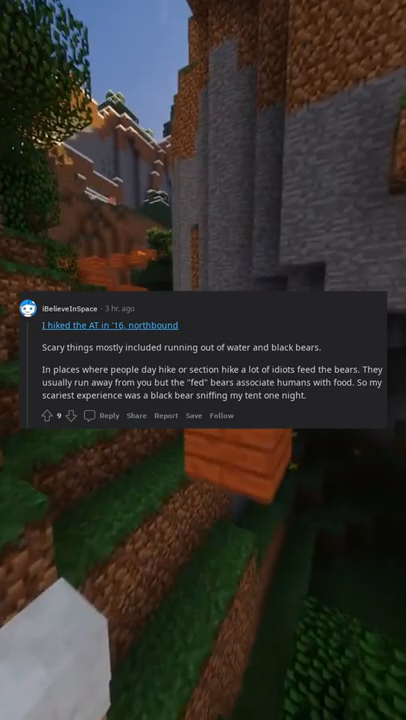 iBelieveInSpace · 3 hr. ago
I hiked the AT in '16, northbound
Scary things mostly included running out of water and black bears.
In places where people day hike or section hike a lot of idiots feed the bears. They
usually run away from you but the "fed" bears associate humans with food. So my
scariest experience was a black bear sniffing my tent one night.
9 Reply Share Report Save Follow